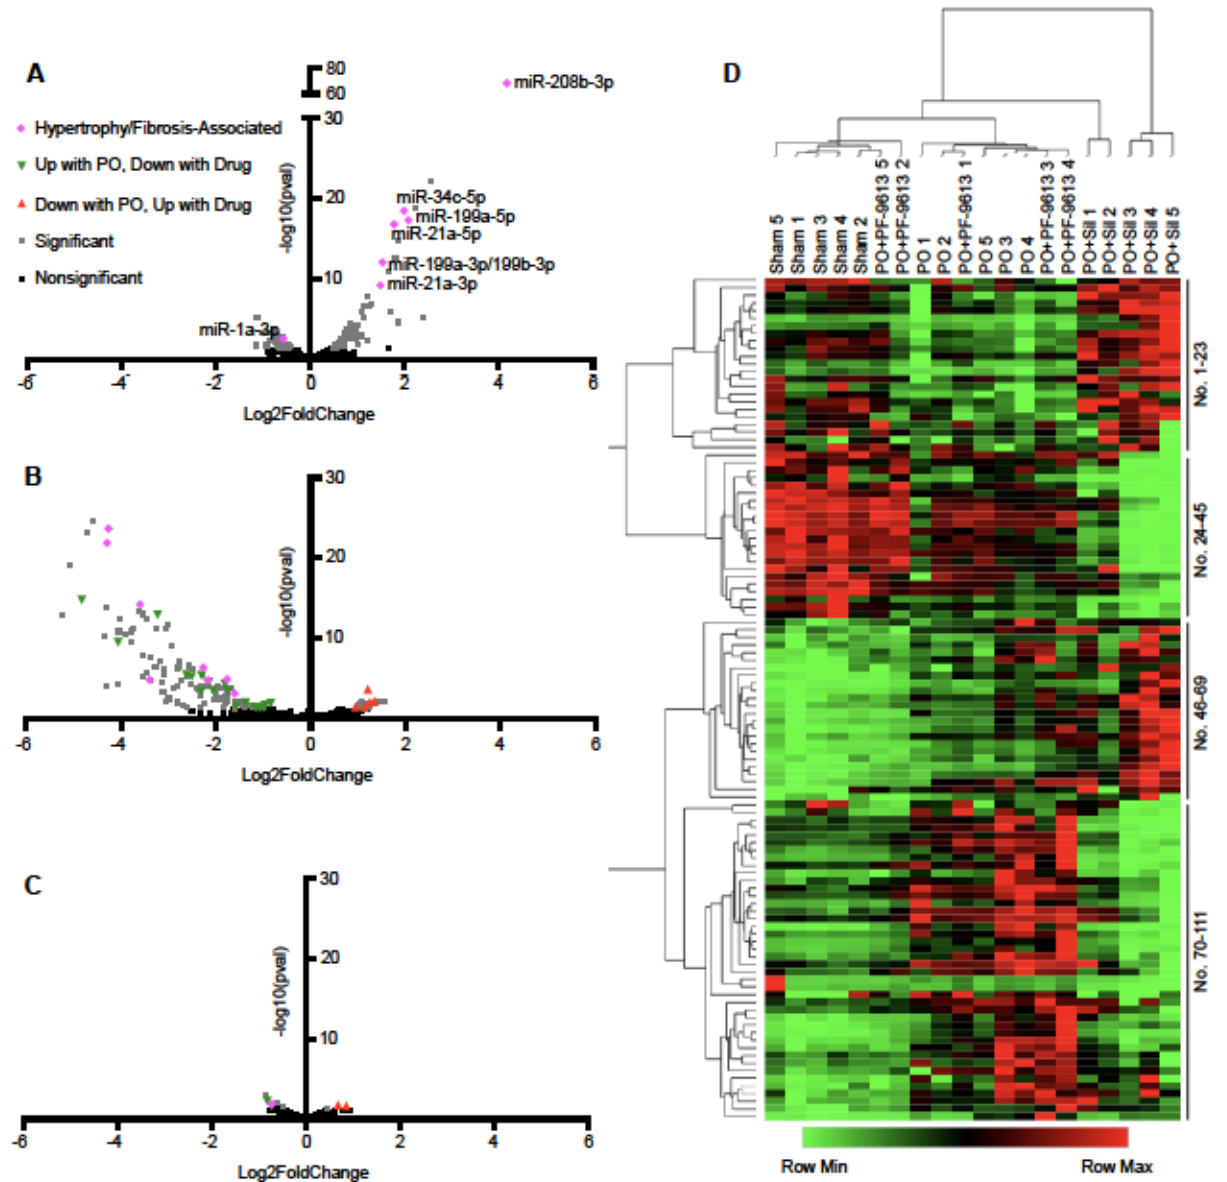 A
80
60
30
20
10
-log10(pval)
miR-208b-3p
Hypertrophy/Fibrosis-Associated
Up with PO, Down with Drug
Down with PO, Up with Drug
Significant
Nonsignificant
miR-34c-5p
miR-199a-5p
miR-21a-5p
miR-199a-3p/199b-3p
miR-21a-3p
miR-1a-3p
-6 -4 -2 0 2 4 6
Log2FoldChange
B
30
20
10
-log10(pval)
-6 -4 -2 0 2 4 6
Log2FoldChange
C
30
20
10
-log10(pval)
-6 -4 -2 0 2 4 6
Log2FoldChange
D
Sham 5
Sham 1
Sham 3
Sham 4
Sham 2
PO+PF-9613 5
PO+PF-9613 2
PO 1
PO 2
PO+PF-9613 1
PO 5
PO 3
PO 4
PO+PF-9613 3
PO+PF-9613 4
PO+Sil 1
PO+Sil 2
PO+Sil 3
PO+Sil 4
PO+Sil 5
No. 1-23
No. 24-45
No. 46-69
No. 70-111
Row Min
Row Max